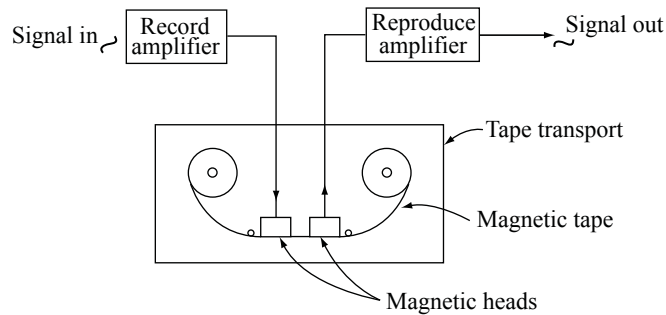 Signal in
Record
amplifier
Reproduce
amplifier
Signal out
Tape transport
Magnetic tape
Magnetic heads